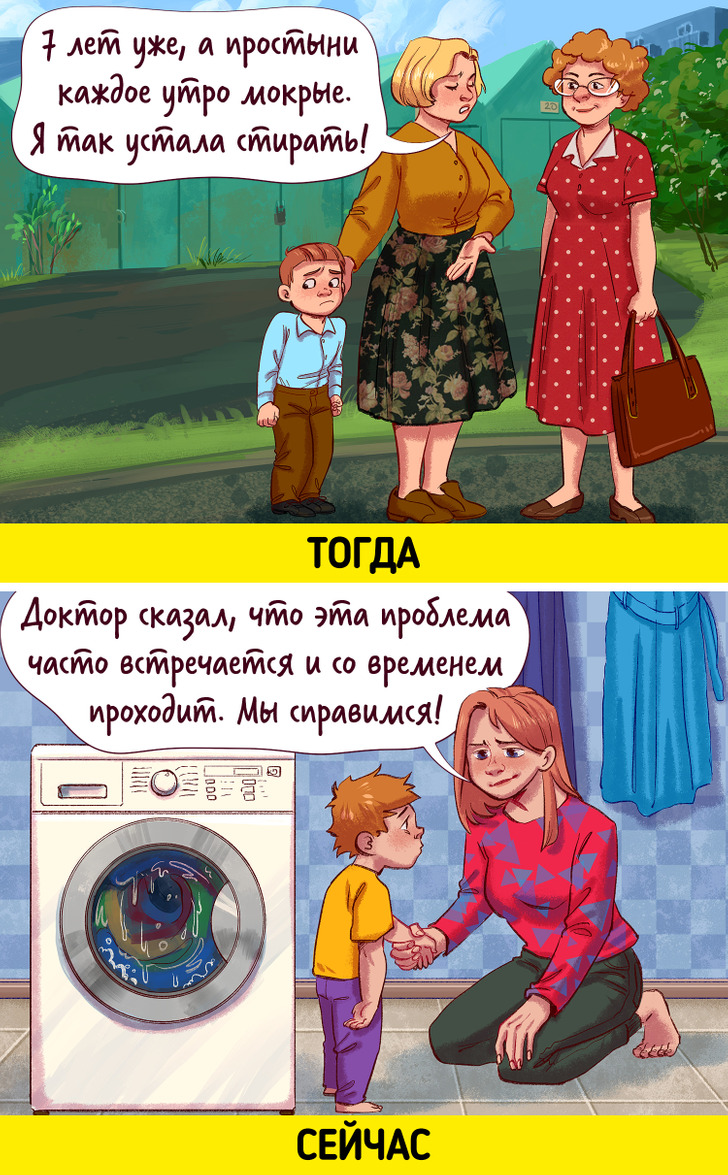 7 лет уже, а простыни
каждое утро мокрые.
Я так устала стирать!
20
ТОГДА
Доктор сказал, что эта проблема
часто встречается и со временем
проходит. Мы справимся!
СЕЙЧАС